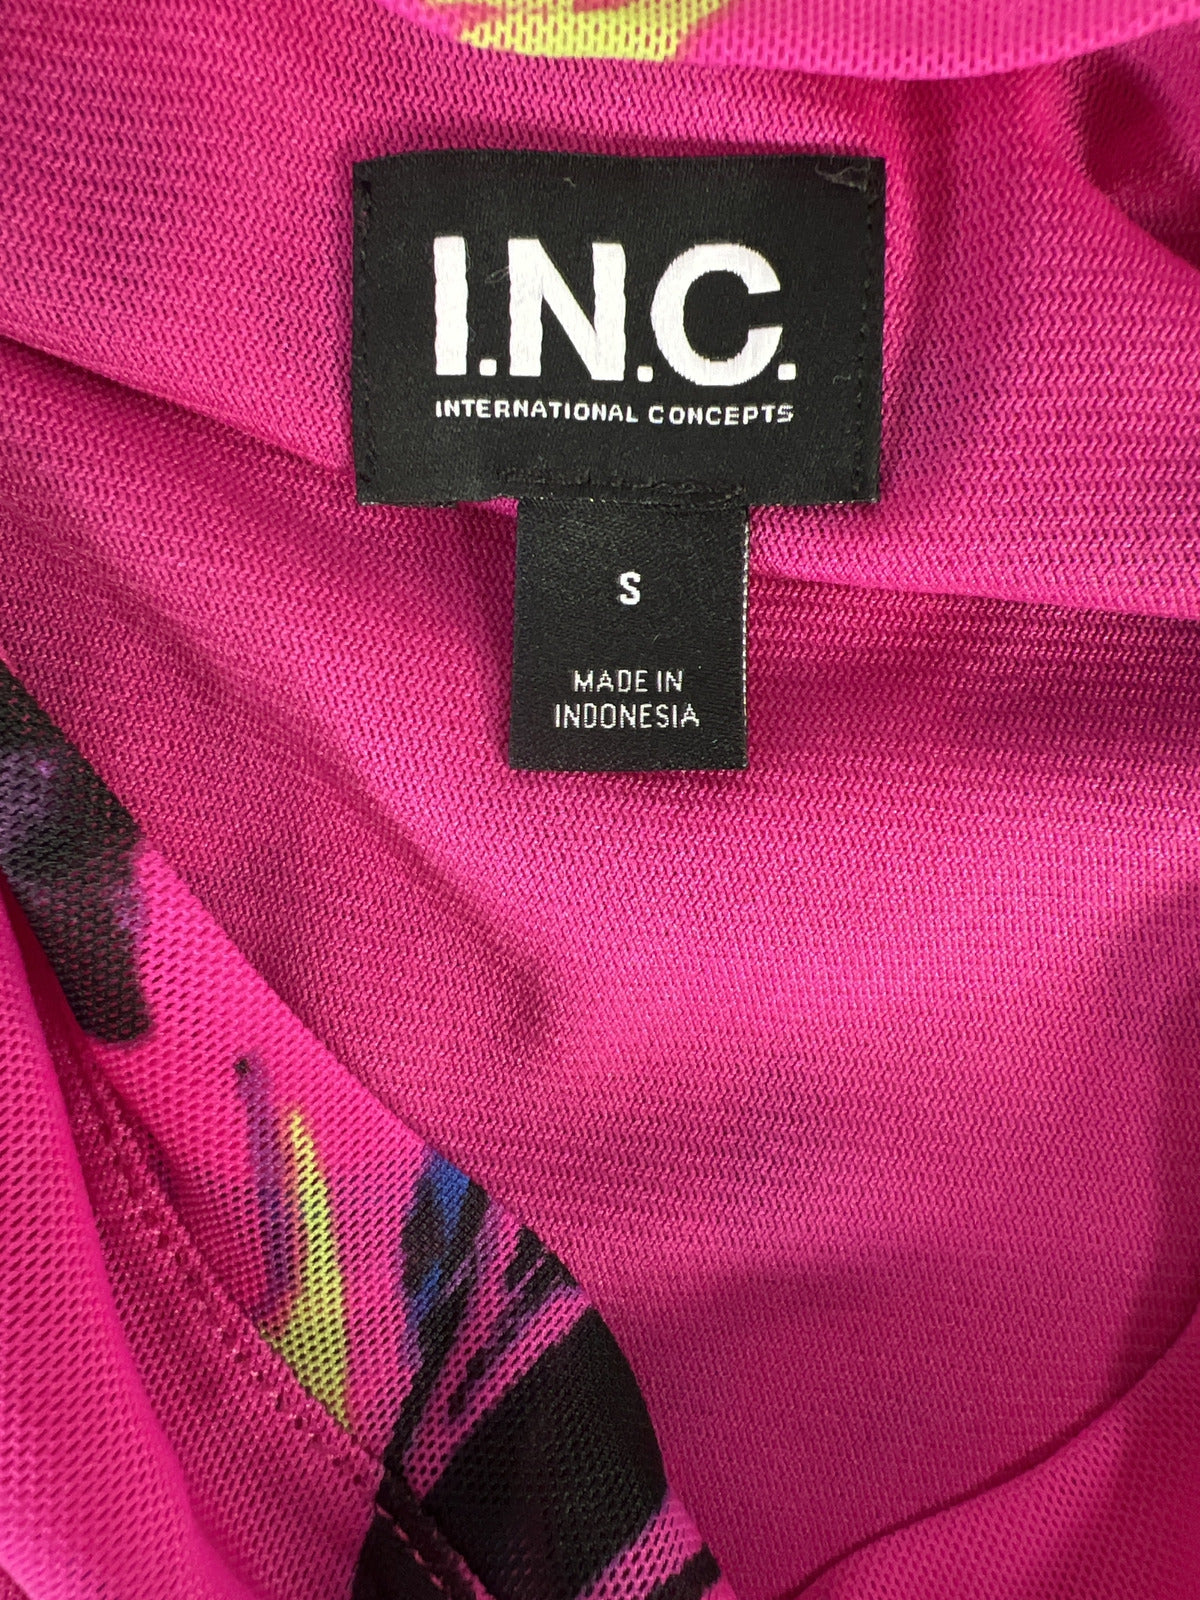 I.N.C.
INTERNATIONAL CONCEPTS
S
MADE IN
INDONESIA